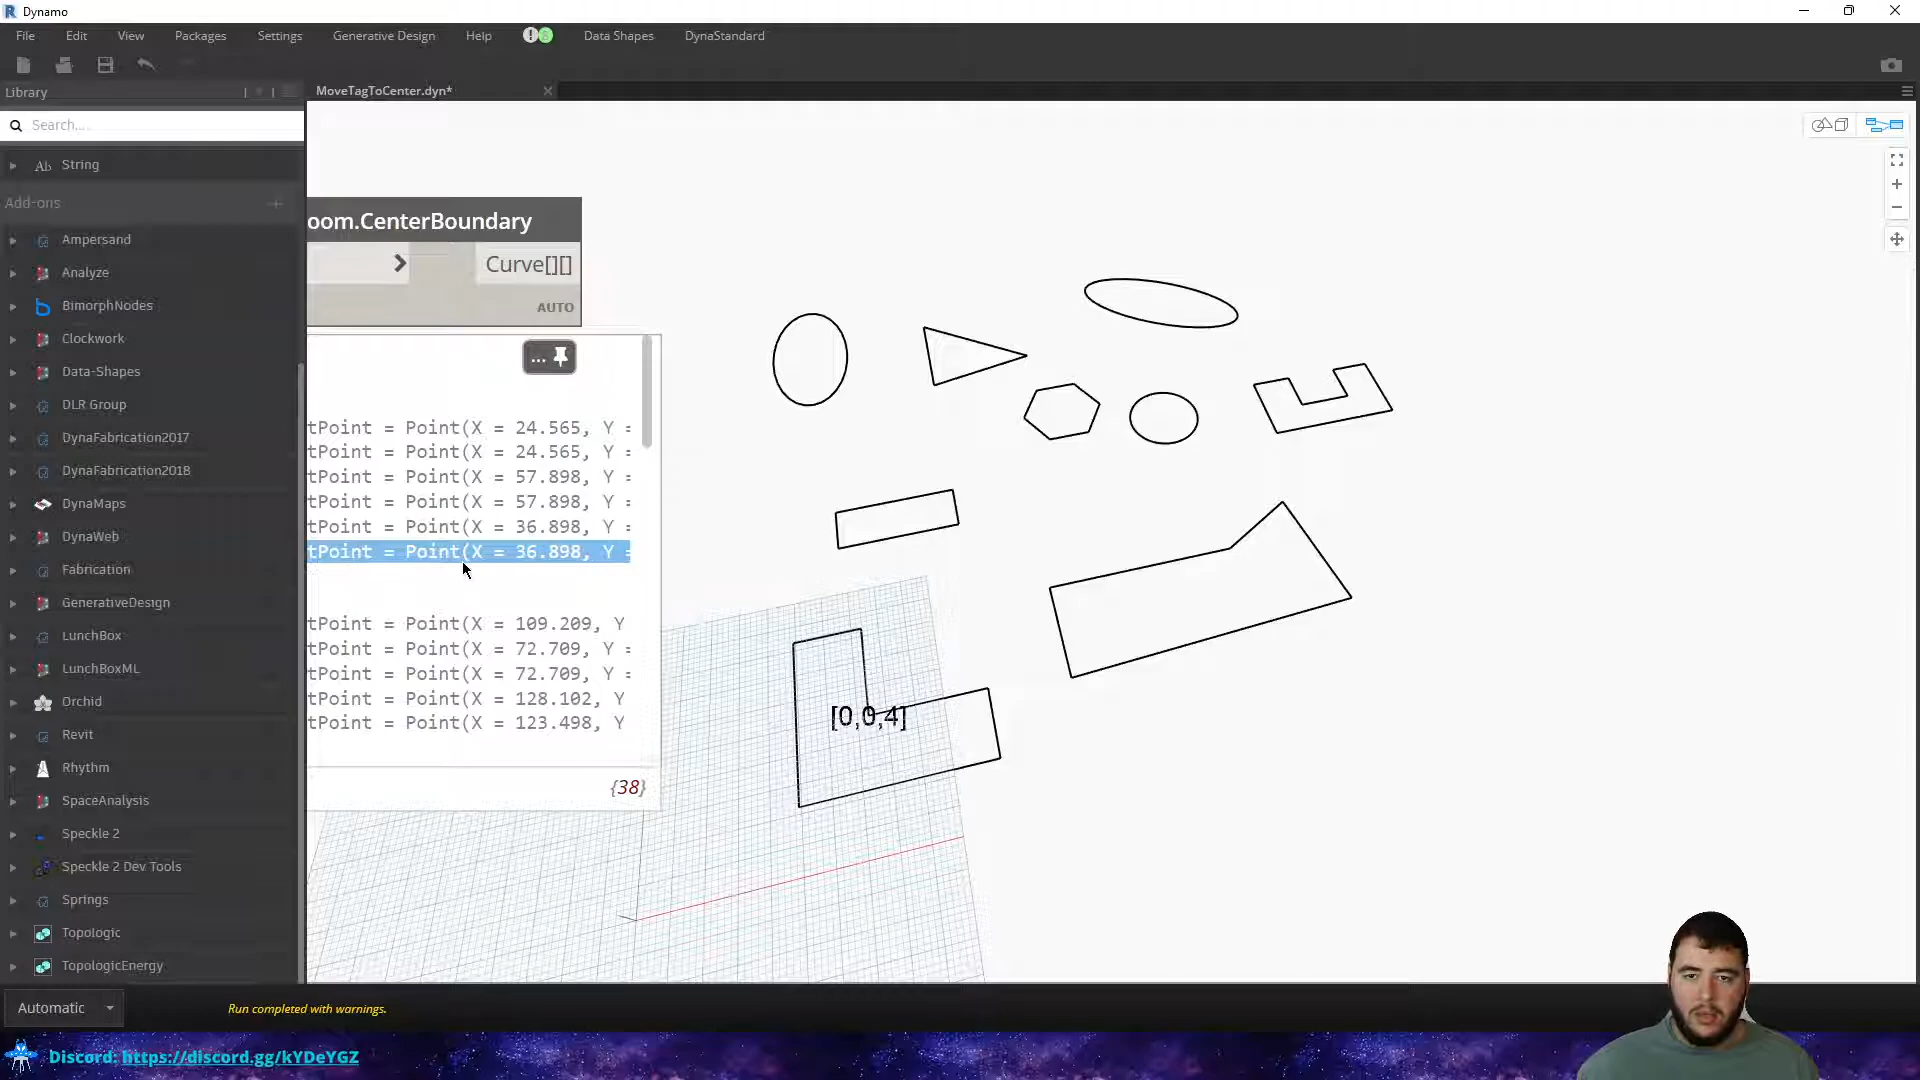 Dynamo
File Edit View Packages Settings Generative Design Help Data Shapes DynaStandard
Library
MoveTagToCenter.dyn*
Search....
String
Add-ons
Ampersand
Analyze
BimorphNodes
Clockwork
Data-Shapes
DLR Group
DynaFabrication2017
DynaFabrication2018
DynaMaps
DynaWeb
Fabrication
GenerativeDesign
LunchBox
LunchBoxML
Orchid
Revit
Rhythm
SpaceAnalysis
Speckle 2
Speckle 2 Dev Tools
Springs
Topologic
TopologicEnergy
oom.CenterBoundary
Curve[][]
AUTO
...
tPoint = Point(X = 24.565, Y =
tPoint = Point(X = 24.565, Y =
tPoint = Point(X = 57.898, Y =
tPoint = Point(X = 57.898, Y =
tPoint = Point(X = 36.898, Y =
tPoint = Point(X = 36.898, Y =
tPoint = Point(X = 109.209, Y
tPoint = Point(X = 72.709, Y =
tPoint = Point(X = 72.709, Y =
tPoint = Point(X = 128.102, Y
tPoint = Point(X = 123.498, Y
{38}
[0,0,4]
Automatic
Run completed with warnings.
Discord: https://discord.gg/kYDeYGZ